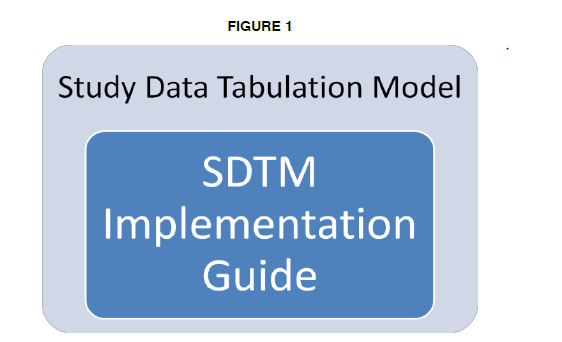 FIGURE 1
Study Data Tabulation Model
SDTM
Implementation
Guide